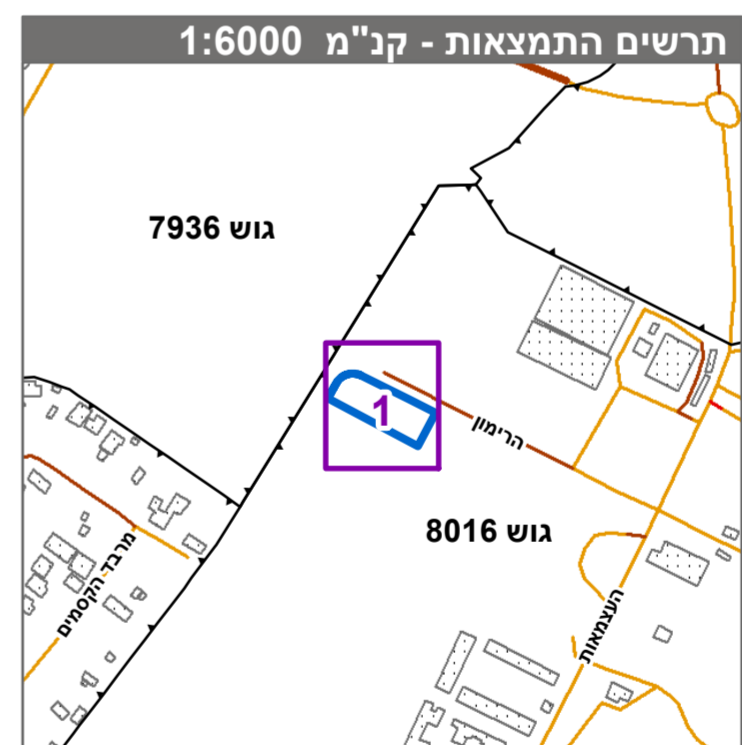 תרשים התמצאות - קנ"מ 1:6000
גוש 7936
1
הרימון
גוש 8016
מרבד הקסמים
העצמאות